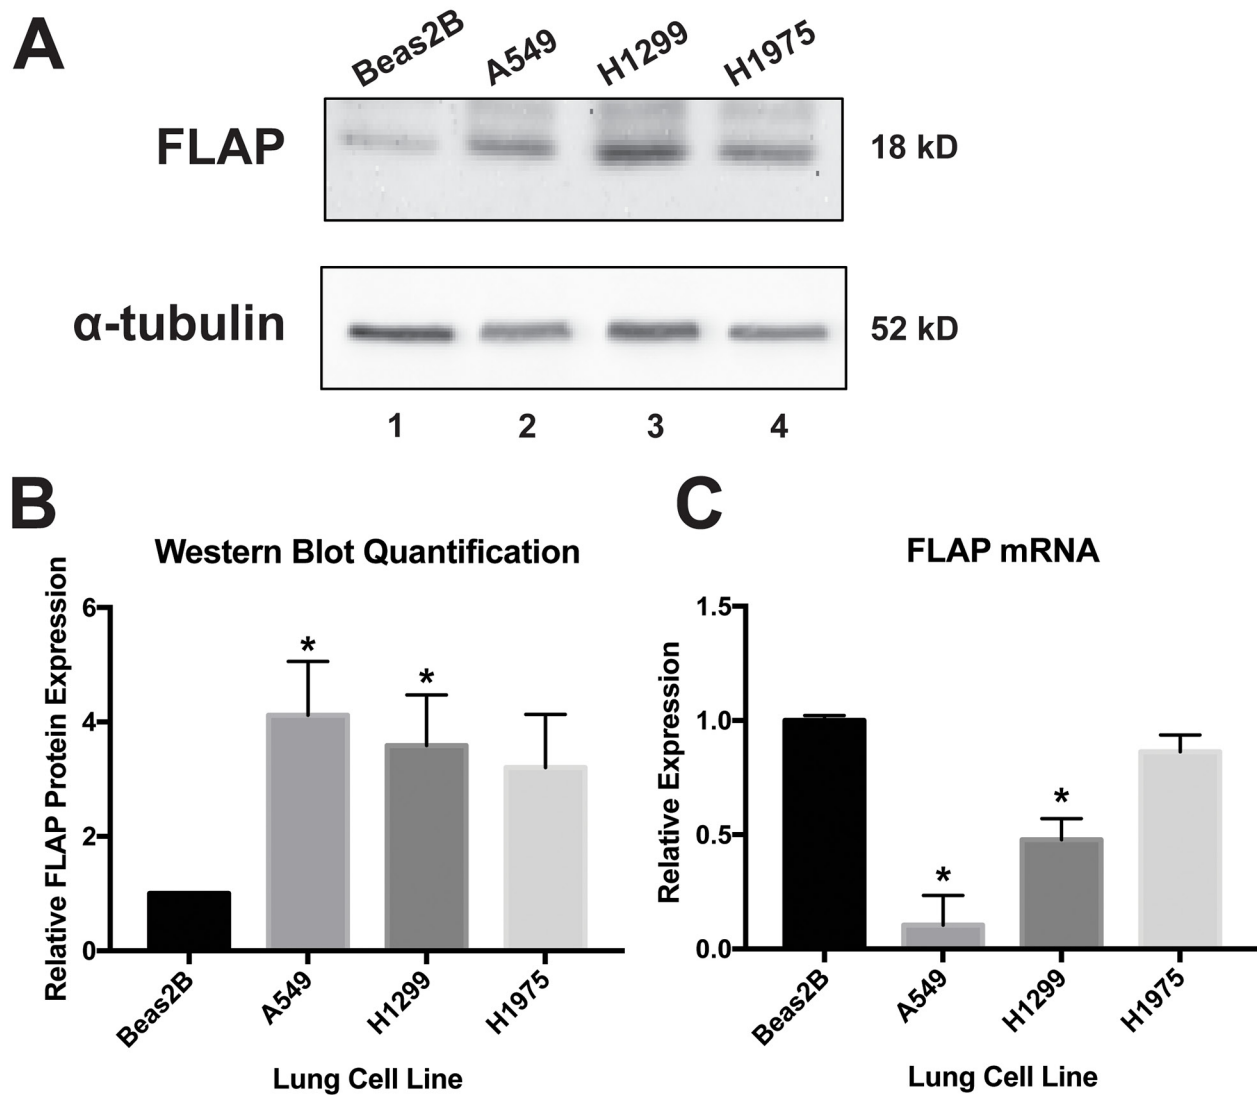 A
Beas2B A549 H1299 H1975
FLAP 18 kD
α-tubulin 52 kD
1 2 3 4
B
Western Blot Quantification
Relative FLAP Protein Expression
6
4
2
0
* *
Beas2B A549 H1299 H1975
Lung Cell Line
C
FLAP mRNA
Relative Expression
1.5
1.0
0.5
0.0
* *
Beas2B A549 H1299 H1975
Lung Cell Line